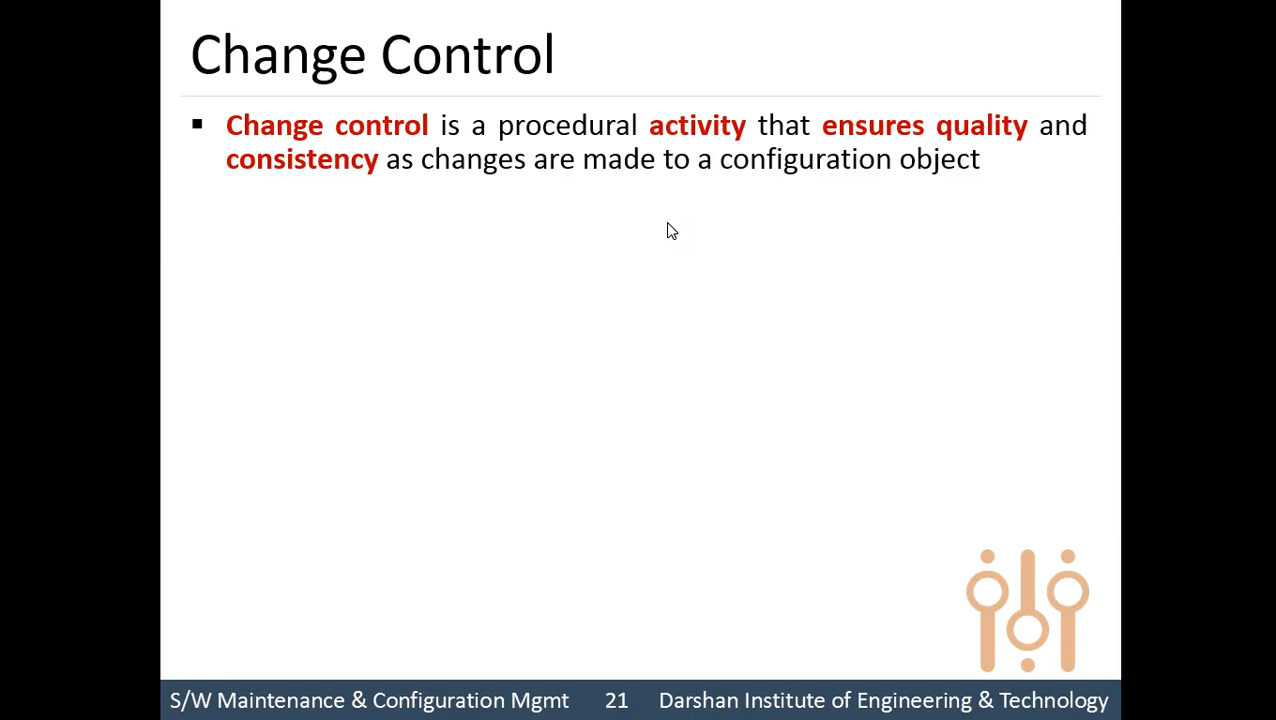 Change Control
▪ Change control is a procedural activity that ensures quality and
consistency as changes are made to a configuration object
S/W Maintenance & Configuration Mgmt 21 Darshan Institute of Engineering & Technology